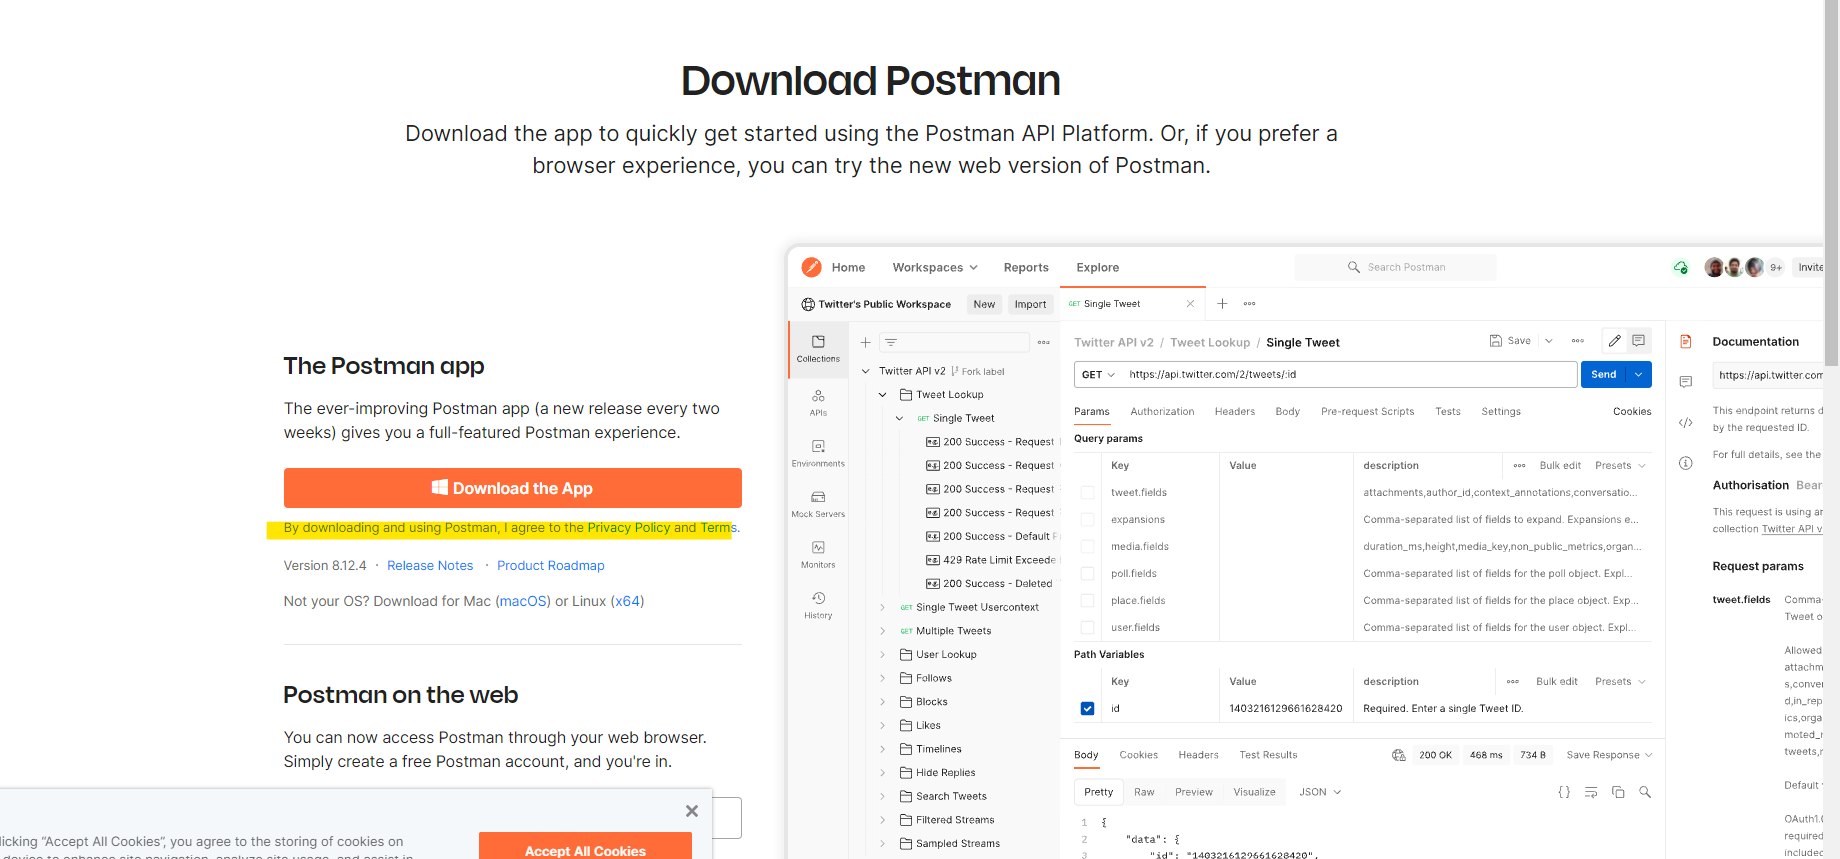 Download Postman
Download the app to quickly get started using the Postman API Platform. Or, if you prefer a
browser experience, you can try the new web version of Postman.
The Postman app
The ever-improving Postman app (a new release every two
weeks) gives you a full-featured Postman experience.
Download the App
By downloading and using Postman, I agree to the Privacy Policy and Terms.
Version 8.12.4 · Release Notes · Product Roadmap
Not your OS? Download for Mac (macOS) or Linux (x64)
Postman on the web
You can now access Postman through your web browser.
Simply create a free Postman account, and you're in.
licking “Accept All Cookies”, you agree to the storing of cookies on
device to enhance site navigation, analyze site usage, and assist in
Accept All Cookies
Home Workspaces Reports Explore
Search Postman
9+ Invite
Twitter's Public Workspace New Import
GET Single Tweet
Collections
APIs
Environments
Mock Servers
Monitors
History
Twitter API v2 Fork label
Tweet Lookup
GET Single Tweet
e.g. 200 Success - Request
e.g. 200 Success - Request
e.g. 200 Success - Request
e.g. 200 Success - Request
e.g. 200 Success - Default
e.g. 429 Rate Limit Exceede
e.g. 200 Success - Deleted
GET Single Tweet Usercontext
GET Multiple Tweets
User Lookup
Follows
Blocks
Likes
Timelines
Hide Replies
Search Tweets
Filtered Streams
Sampled Streams
Twitter API v2 / Tweet Lookup / Single Tweet
Save
GET https://api.twitter.com/2/tweets/:id
Send
Params Authorization Headers Body Pre-request Scripts Tests Settings Cookies
Query params
Key Value description Bulk edit Presets
tweet.fields attachments,author_id,context_annotations,conversatio...
expansions Comma-separated list of fields to expand. Expansions e...
media.fields duration_ms,height,media_key,non_public_metrics,organ...
poll.fields Comma-separated list of fields for the poll object. Expl...
place.fields Comma-separated list of fields for the place object. Exp...
user.fields Comma-separated list of fields for the user object. Expl...
Path Variables
Key Value description Bulk edit Presets
id 1403216129661628420 Required. Enter a single Tweet ID.
Body Cookies Headers Test Results
200 OK 468 ms 734 B Save Response
Pretty Raw Preview Visualize JSON
1 {
2 "data": {
3 "id": "1403216129661628420",
Documentation
https://api.twitter.com
This endpoint returns d
by the requested ID.
For full details, see the
Authorisation Bear
This request is using an
collection Twitter API v
Request params
tweet.fields Comma-
Tweet o
Allowed
attachm
s,conver
d,in_rep
ics,orga
moted_
tweets,
Default
OAuth1.0
required
included